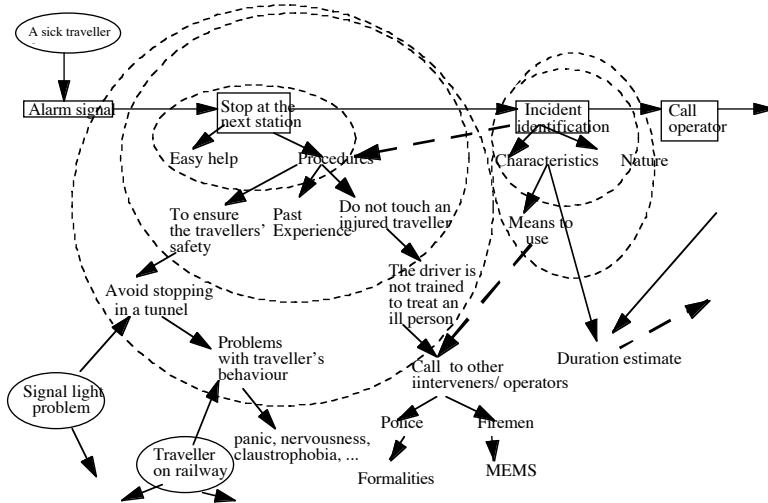 A sick traveller
Alarm signal
Stop at the
next station
Incident
identification
Call
operator
Easy help
Procedures
Characteristics
Nature
To ensure
the travellers’
safety
Past
Experience
Do not touch an
injured traveller
Means to
use
The driver is
not trained
to treat an
ill person
Avoid stopping
in a tunnel
Problems
with traveller’s
behaviour
Duration estimate
Call to other
iinterveners/ operators
Signal light
problem
Police
Firemen
panic, nervousness,
claustrophobia, ...
Traveller
on railway
Formalities
MEMS